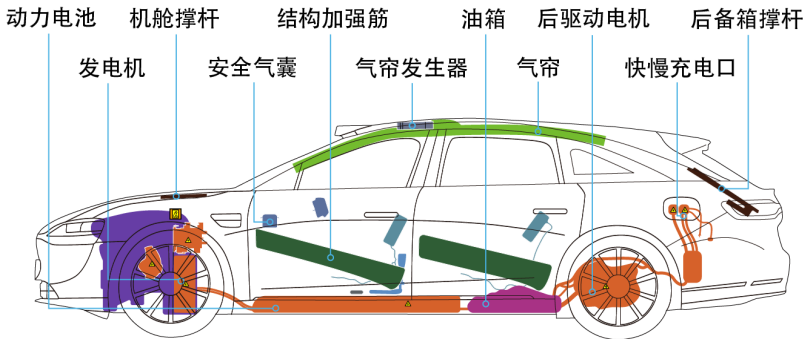 动力电池
机舱撑杆
结构加强筋
油箱
后驱动电机
后备箱撑杆
发电机
安全气囊
气帘发生器
气帘
快慢充电口